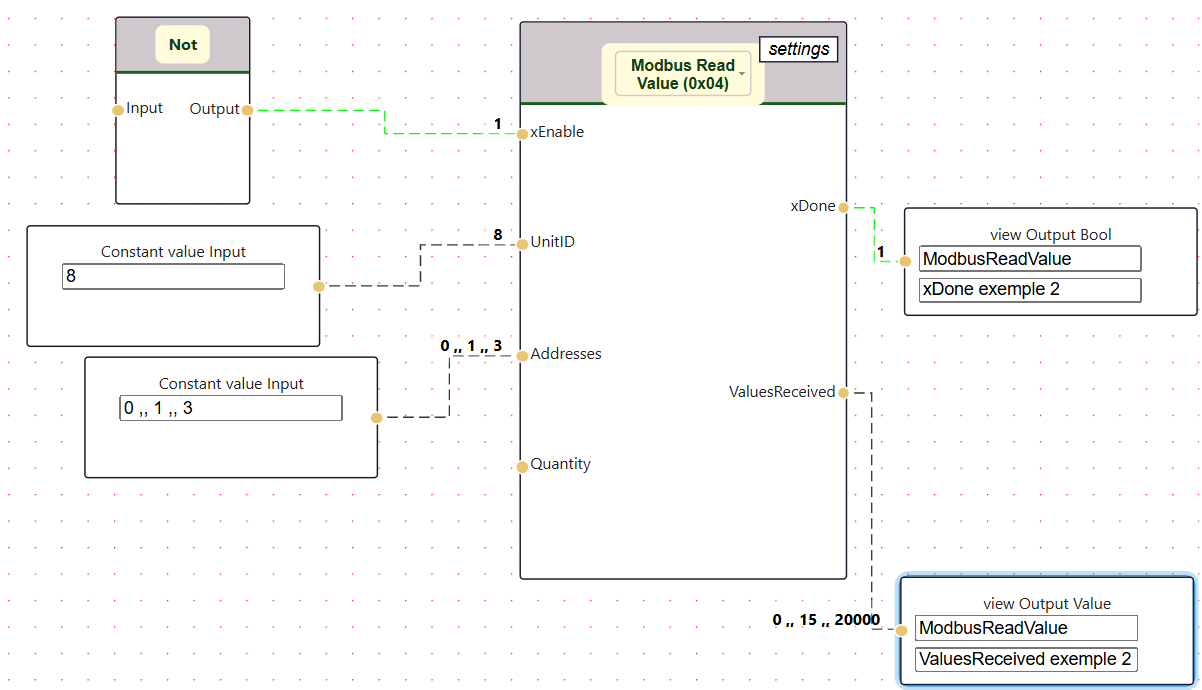 Not
Input
Output
settings
Modbus Read
Value (0x04)
1
xEnable
8
UnitID
Constant value Input
8
xDone
1
view Output Bool
ModbusReadValue
xDone exemple 2
0 ,, 1 ,, 3
Addresses
Constant value Input
0 ,, 1 ,, 3
ValuesReceived
Quantity
0 ,, 15 ,, 20000
view Output Value
ModbusReadValue
ValuesReceived exemple 2